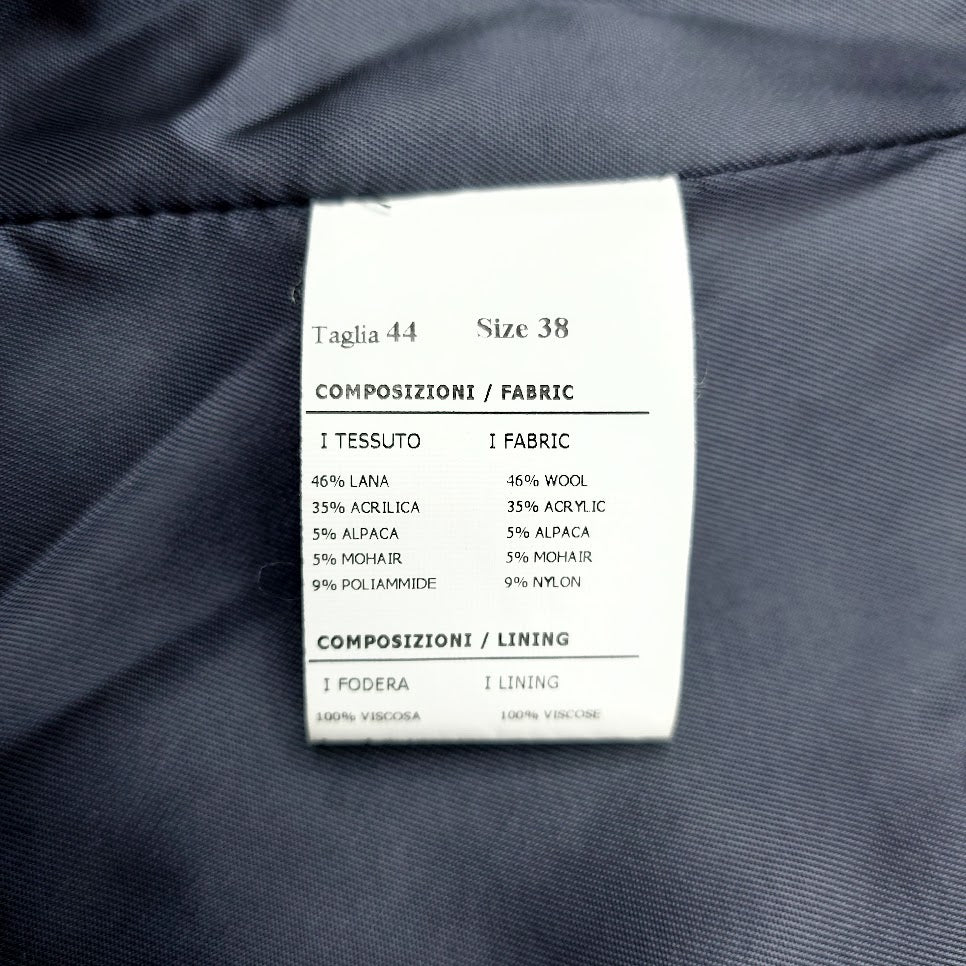 Taglia 44 Size 38
COMPOSIZIONI / FABRIC
I TESSUTO I FABRIC
46% LANA 46% WOOL
35% ACRILICA 35% ACRYLIC
5% ALPACA 5% ALPACA
5% MOHAIR 5% MOHAIR
9% POLIAMMIDE 9% NYLON
COMPOSIZIONI / LINING
I FODERA I LINING
100% VISCOSA 100% VISCOSE